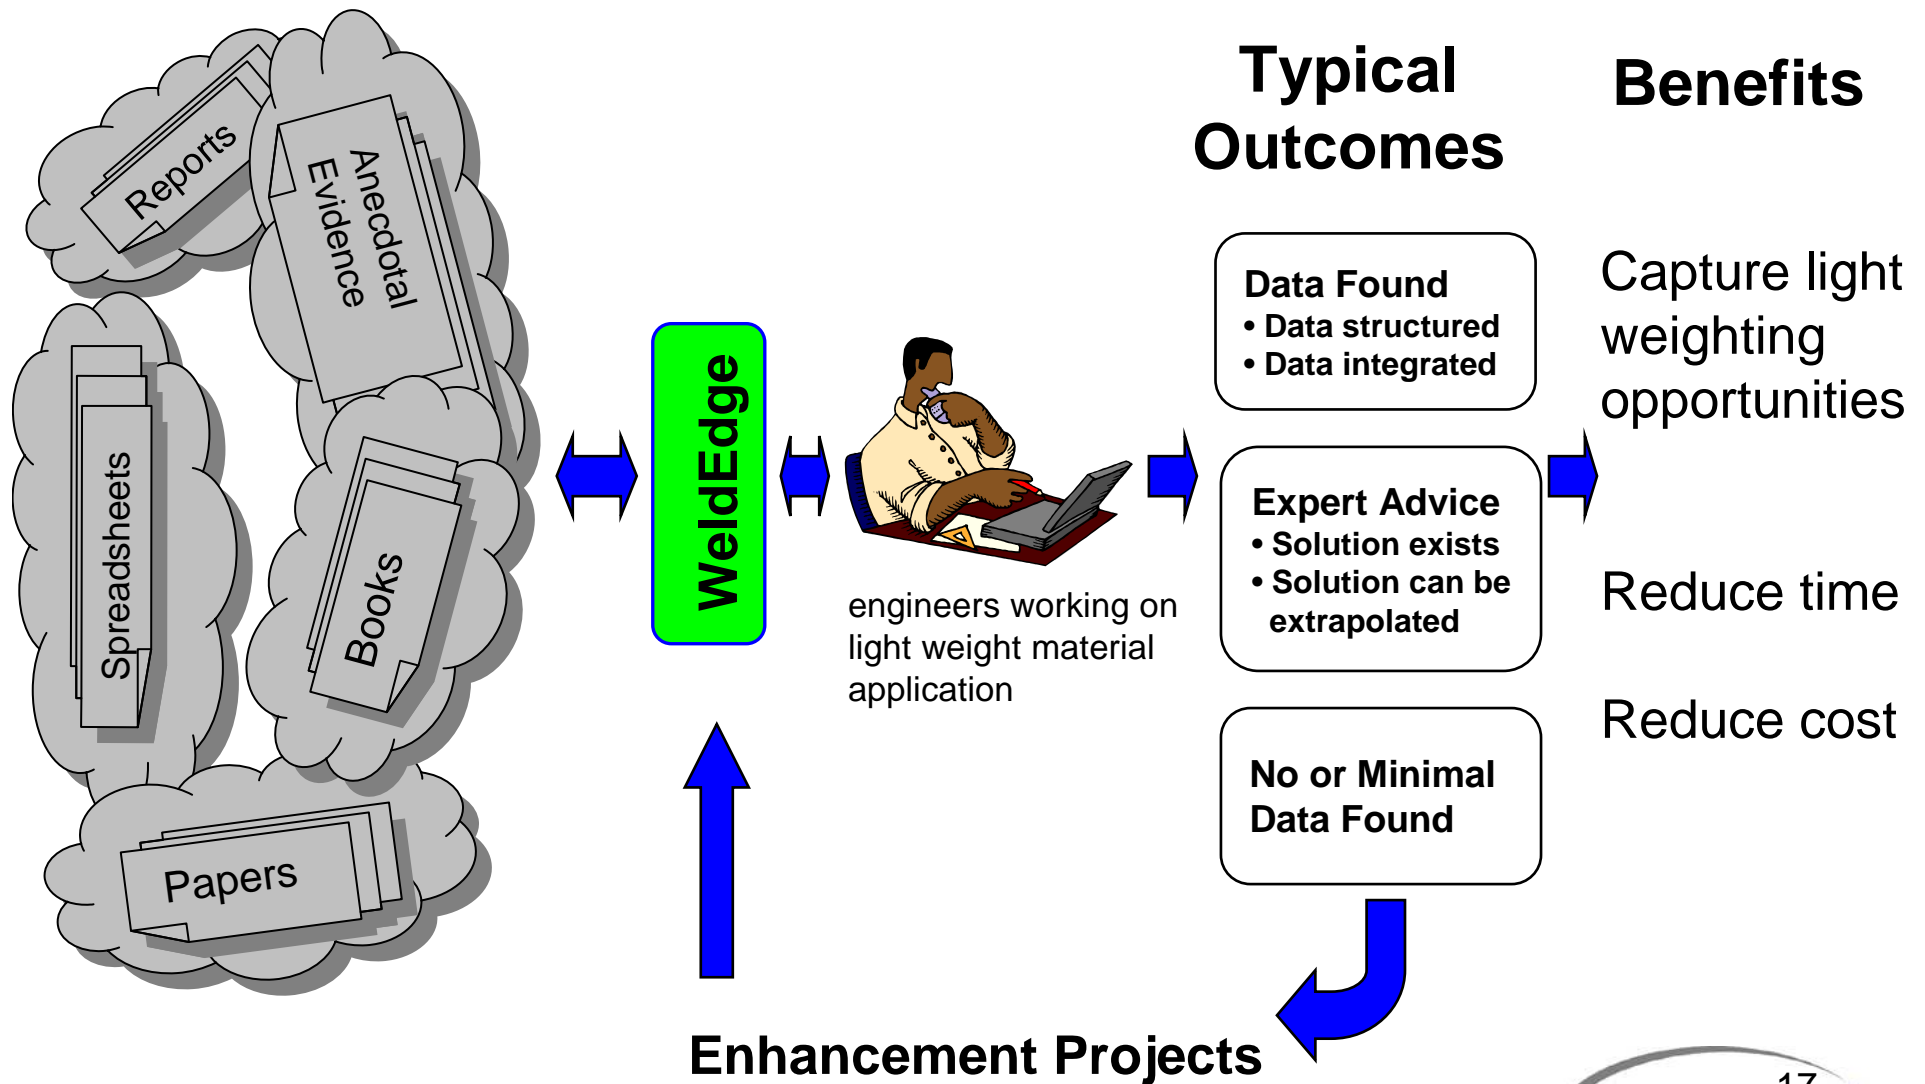 Typical
Outcomes
Benefits
Reports
Anecdotal
Evidence
Spreadsheets
Books
Papers
WeldEdge
engineers working on
light weight material
application
Data Found
• Data structured
• Data integrated
Expert Advice
• Solution exists
• Solution can be
extrapolated
No or Minimal
Data Found
Capture light
weighting
opportunities
Reduce time
Reduce cost
Enhancement Projects
17